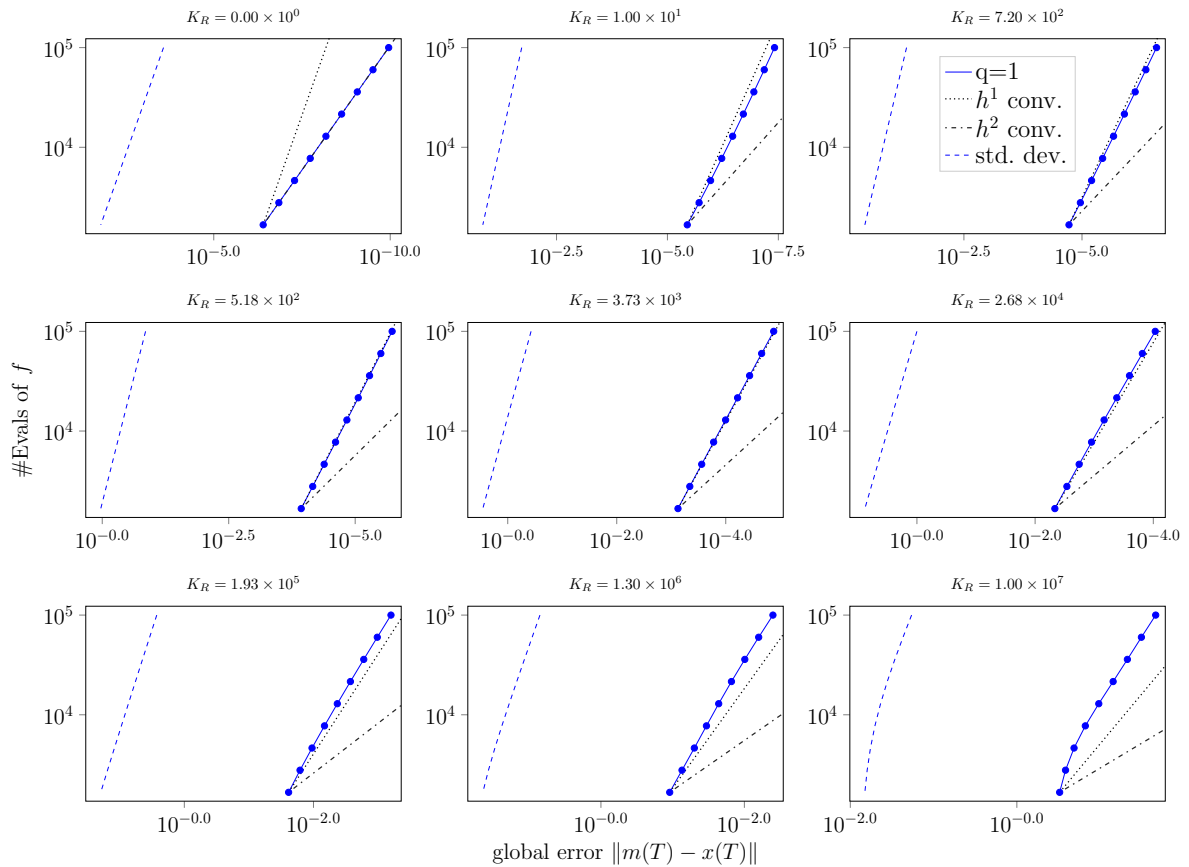 K_R = 0.00 × 10^0
K_R = 1.00 × 10^1
K_R = 7.20 × 10^2
10^5
10^4
10^-5.0
10^-10.0
10^-2.5
10^-5.0
10^-7.5
10^-2.5
10^-5.0
q=1
h^1 conv.
h^2 conv.
std. dev.
#Evals of f
K_R = 5.18 × 10^2
K_R = 3.73 × 10^3
K_R = 2.68 × 10^4
10^5
10^4
10^-0.0
10^-2.5
10^-5.0
10^5
10^4
10^-0.0
10^-2.0
10^-4.0
10^5
10^4
10^-0.0
10^-2.0
10^-4.0
K_R = 1.93 × 10^5
K_R = 1.30 × 10^6
K_R = 1.00 × 10^7
10^5
10^4
10^-0.0
10^-2.0
10^5
10^4
10^-0.0
10^-2.0
10^5
10^4
10^-2.0
10^-0.0
global error ‖m(T) − x(T)‖
10^5
10^4
10^5
10^4